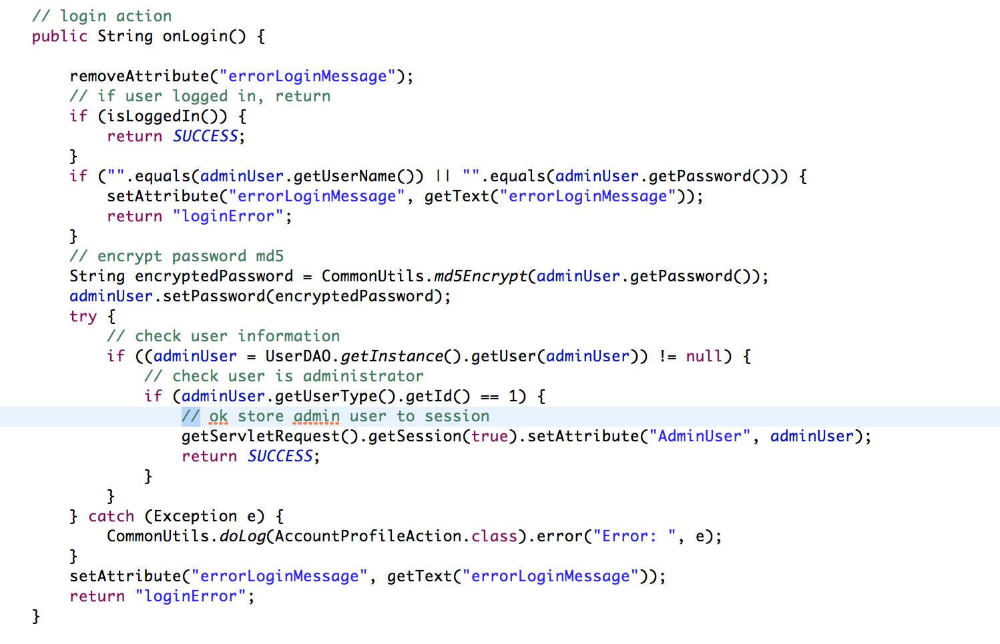 // login action
public String onLogin() {
removeAttribute("errorLoginMessage");
// if user logged in, return
if (isLoggedIn()) {
return SUCCESS;
}
if ("".equals(adminUser.getUserName()) || "".equals(adminUser.getPassword())) {
setAttribute("errorLoginMessage", getText("errorLoginMessage"));
return "loginError";
}
// encrypt password md5
String encryptedPassword = CommonUtils.md5Encrypt(adminUser.getPassword());
adminUser.setPassword(encryptedPassword);
try {
// check user information
if ((adminUser = UserDAO.getInstance().getUser(adminUser)) != null) {
// check user is administrator
if (adminUser.getUserType().getId() == 1) {
// ok store admin user to session
getServletRequest().getSession(true).setAttribute("AdminUser", adminUser);
return SUCCESS;
}
}
} catch (Exception e) {
CommonUtils.doLog(AccountProfileAction.class).error("Error: ", e);
}
setAttribute("errorLoginMessage", getText("errorLoginMessage"));
return "loginError";
}